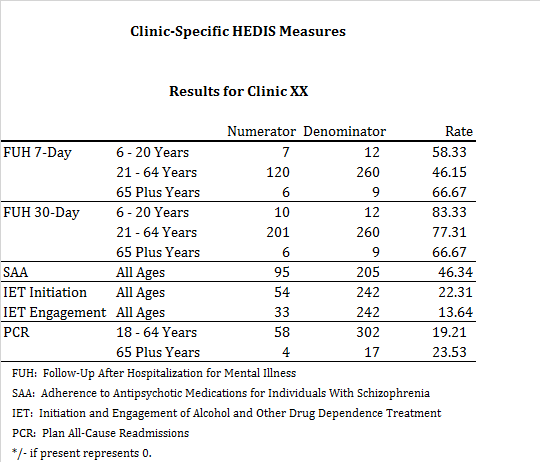 Clinic-Specific HEDIS Measures
Results for Clinic XX
Numerator Denominator Rate
FUH 7-Day 6 - 20 Years 7 12 58.33
21 - 64 Years 120 260 46.15
65 Plus Years 6 9 66.67
FUH 30-Day 6 - 20 Years 10 12 83.33
21 - 64 Years 201 260 77.31
65 Plus Years 6 9 66.67
SAA All Ages 95 205 46.34
IET Initiation All Ages 54 242 22.31
IET Engagement All Ages 33 242 13.64
PCR 18 - 64 Years 58 302 19.21
65 Plus Years 4 17 23.53
FUH: Follow-Up After Hospitalization for Mental Illness
SAA: Adherence to Antipsychotic Medications for Individuals With Schizophrenia
IET: Initiation and Engagement of Alcohol and Other Drug Dependence Treatment
PCR: Plan All-Cause Readmissions
*/- if present represents 0.